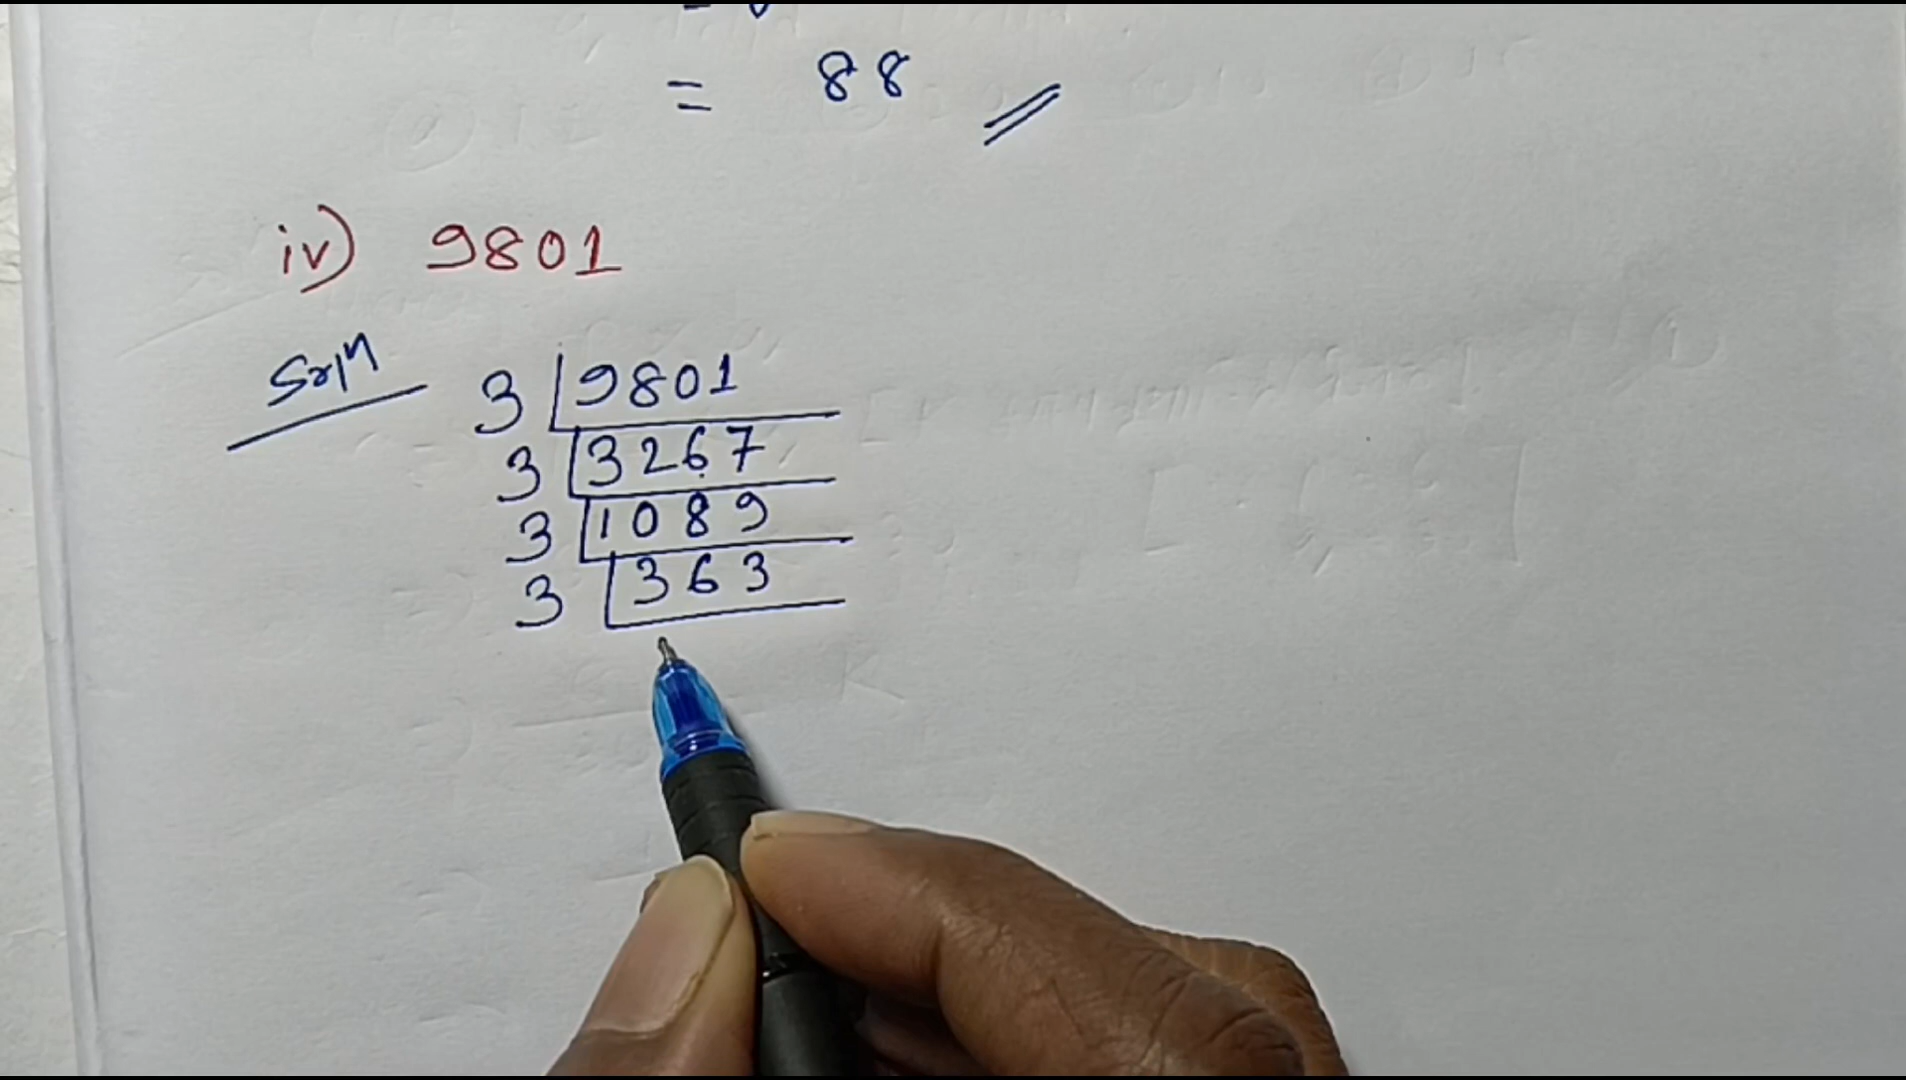 = 88
iv) 9801
Soln
3 | 9801
3 | 3267
3 | 1089
3 | 363